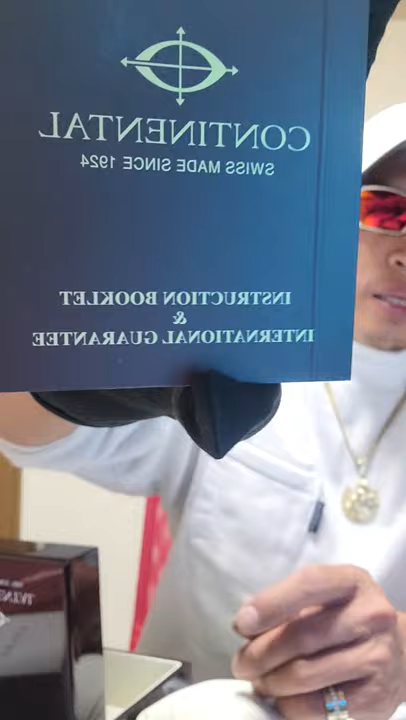 CONTINENTAL
SWISS MADE SINCE 1924
INSTRUCTION BOOKLET
&
INTERNATIONAL GUARANTEE